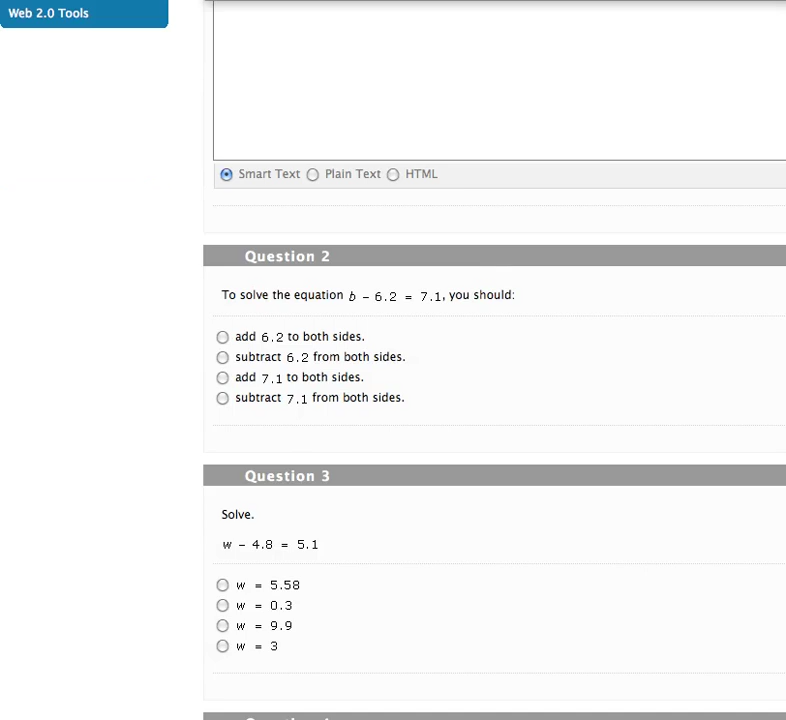 Web 2.0 Tools
Smart Text Plain Text HTML
Question 2
To solve the equation b – 6.2 = 7.1, you should:
add 6.2 to both sides.
subtract 6.2 from both sides.
add 7.1 to both sides.
subtract 7.1 from both sides.
Question 3
Solve.
w – 4.8 = 5.1
w = 5.58
w = 0.3
w = 9.9
w = 3